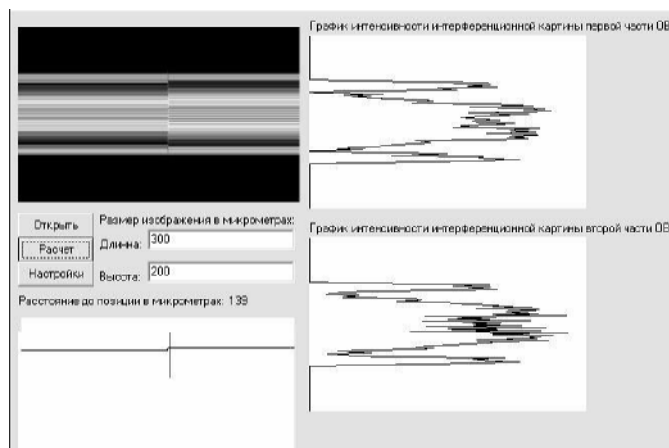 График интенсивности интерференционной картины первой части ОВ
Открыть
Расчет
Настройки
Размер изображения в микрометрах:
Длинна: 300
Высота: 200
Расстояние до позиции в микрометрах: 139
График интенсивности интерференционной картины второй части ОВ